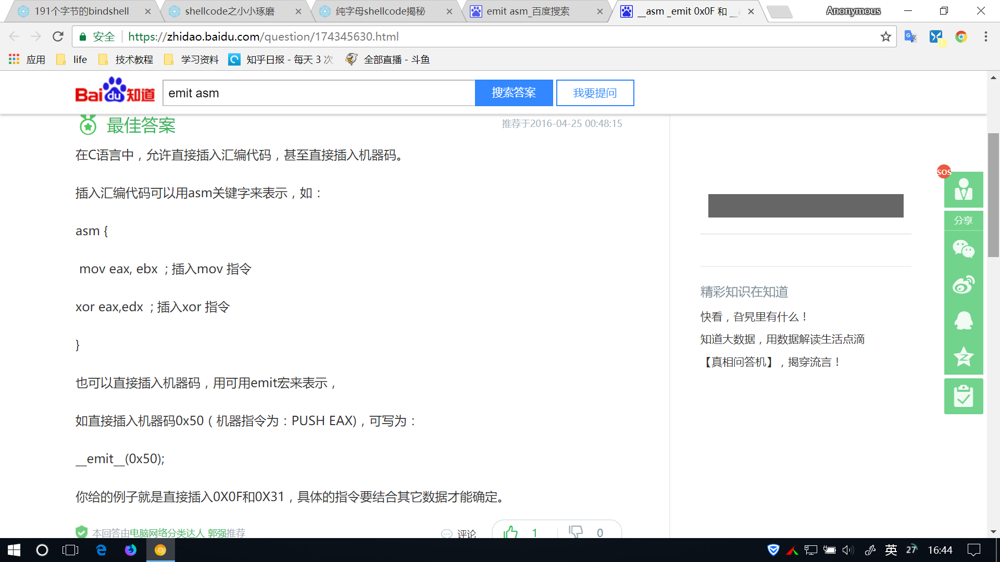 191个字节的bindshell
shellcode之小小琢磨
纯字母shellcode揭秘
emit asm_百度搜索
__asm _emit 0x0F 和 __
Anonymous
安全
https://zhidao.baidu.com/question/174345630.html
应用
life
技术教程
学习资料
知乎日报 - 每天 3 次
全部直播 - 斗鱼
Bai du 知道
emit asm
搜索答案
我要提问
最佳答案
推荐于2016-04-25 00:48:15
在C语言中，允许直接插入汇编代码，甚至直接插入机器码。
插入汇编代码可以用asm关键字来表示，如：
asm {
mov eax, ebx ; 插入mov 指令
xor eax,edx ; 插入xor 指令
}
也可以直接插入机器码，用可用emit宏来表示，
如直接插入机器码0x50（机器指令为：PUSH EAX)，可写为：
__emit__(0x50);
你给的例子就是直接插入0X0F和0X31，具体的指令要结合其它数据才能确定。
本回答由电脑网络分类达人 郭强推荐
评论
1
0
SOS
分享
精彩知识在知道
快看，旮旯里有什么！
知道大数据，用数据解读生活点滴
【真相问答机】，揭穿流言！
英
27
16:44